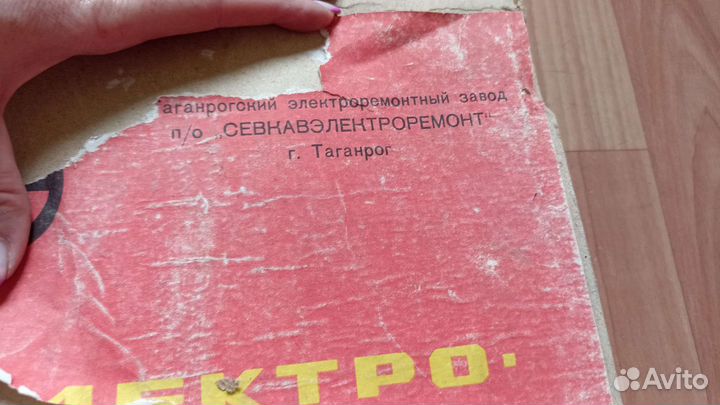 аганрогский электроремонтный завод
п/о „СЕВКАВЭЛЕКТРОРЕМОНТ"
г. Таганрог
ЛЕКТРО-
Avito